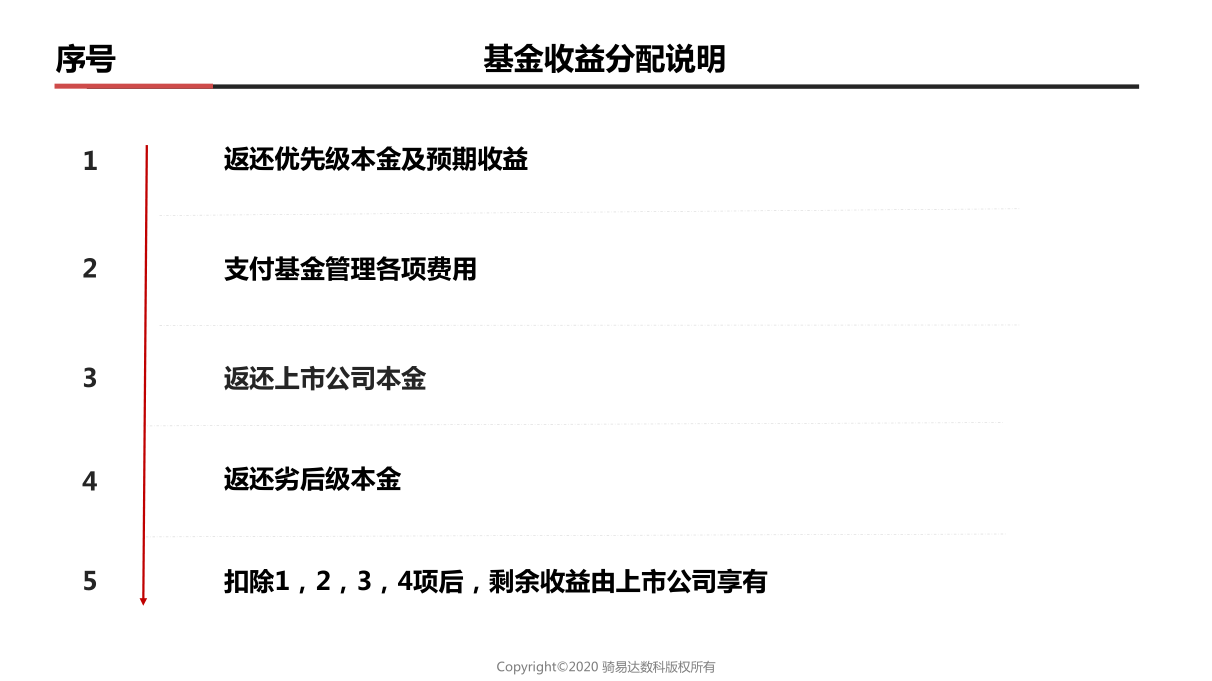 序号 基金收益分配说明
1 返还优先级本金及预期收益
2 支付基金管理各项费用
3 返还上市公司本金
4 返还劣后级本金
5 扣除1，2，3，4项后，剩余收益由上市公司享有
Copyright©2020 骑易达数科版权所有